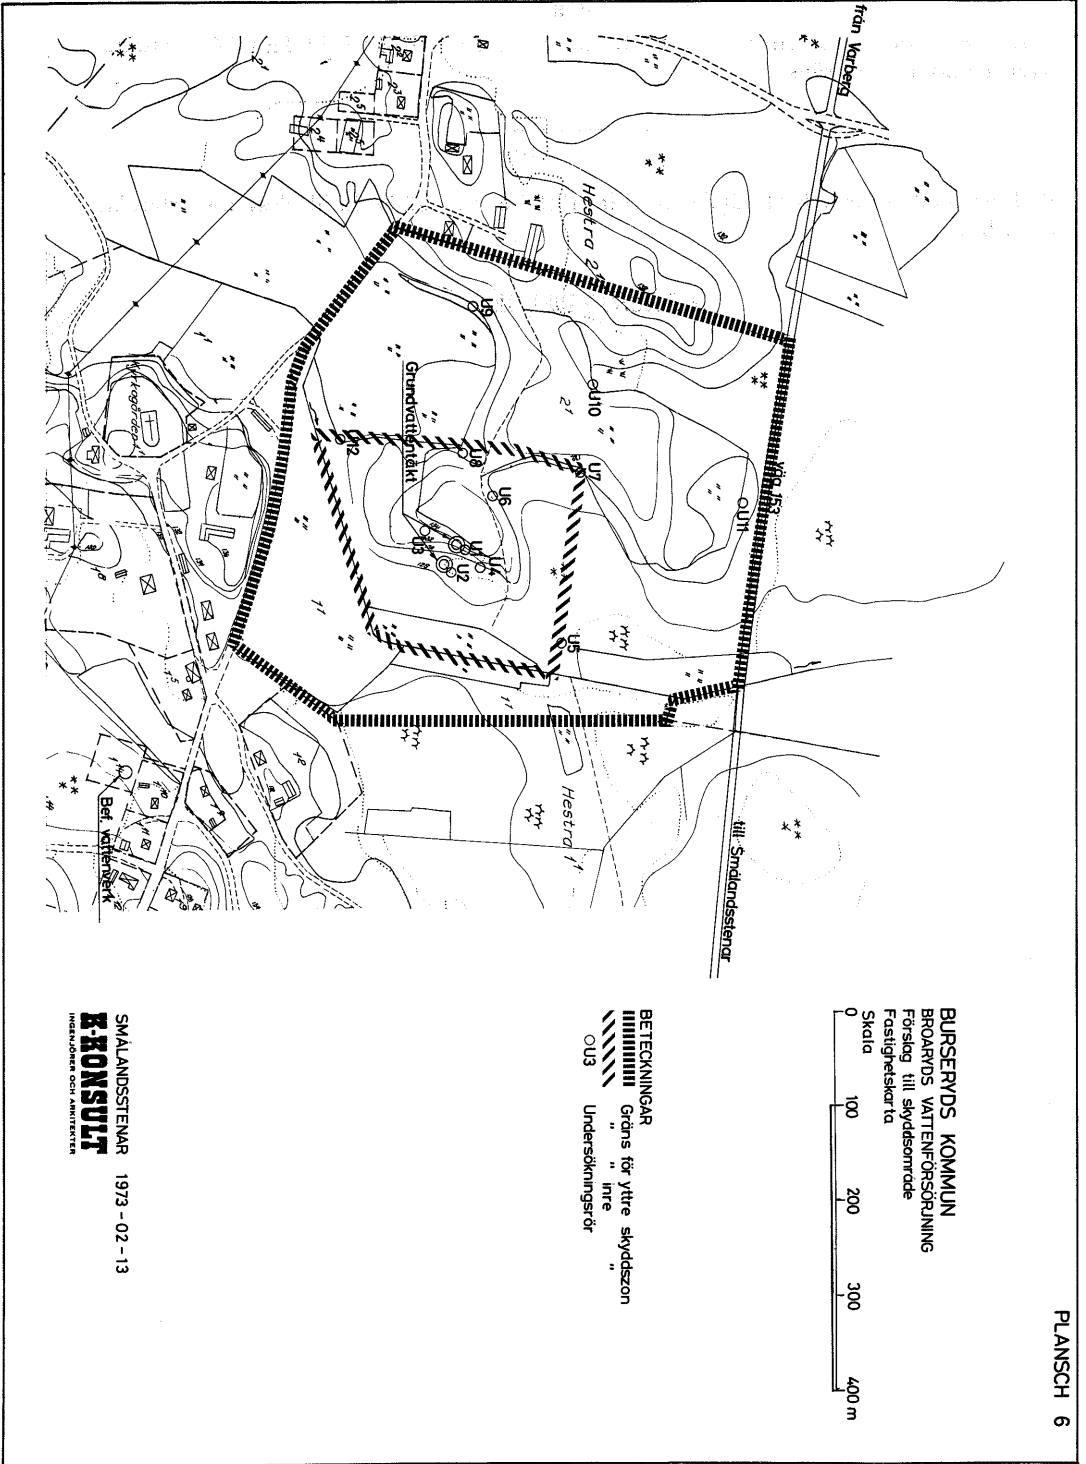 PLANSCH 6
BURSERYDS KOMMUN
BROARYDS VATTENFÖRSÖRJNING
Förslag till skyddsområde
Fastighetskarta
Skala
0 100 200 300 400 m
BETECKNINGAR
Gräns för yttre skyddszon
" " inre "
○U3 Undersökningsrör
SMÅLANDSSTENAR 1973-02-13
K-KONSULT
INGENJÖRER OCH ARKITEKTER
från Varberg
väg 153
till Smålandsstenar
Hestra 2
Hestra 1
Grundvattentäkt
Kyrkogården
Bef. vattenverk
U11
U10
U7
U5
U9
U8
U6
U4
U1
U2
U3
U12